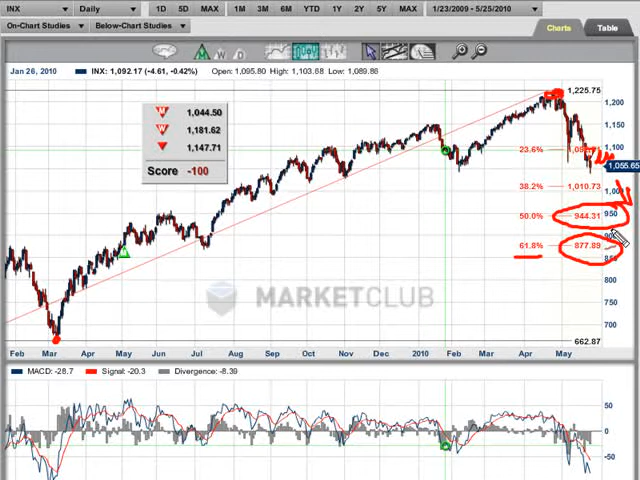 INX Daily 1D 5D MAX 1M 3M 6M YTD 1Y MAX 1/23/2009 - 5/25/2010
On-Chart Studies Below-Chart Studies Charts Table
M W D
Jan 26, 2010 INX: 1,092.17 (-4.61, -0.42%) Open: 1,095.80 High: 1,103.68 Low: 1,089.86
1,225.75
1,200
M 1,044.50
W 1,181.62
1,147.71
Score -100
1,150
1,100
23.6%
1,055.65
38.2% 1,010.73
50.0% 944.31
950
61.8% 877.89
850
800
750
MARKETCLUB
700
662.87
Feb Mar Apr May Jun Jul Aug Sep Oct Nov Dec 2010 Feb Mar Apr May
MACD: -28.7 Signal: -20.3 Divergence: -8.39
50
0
-50